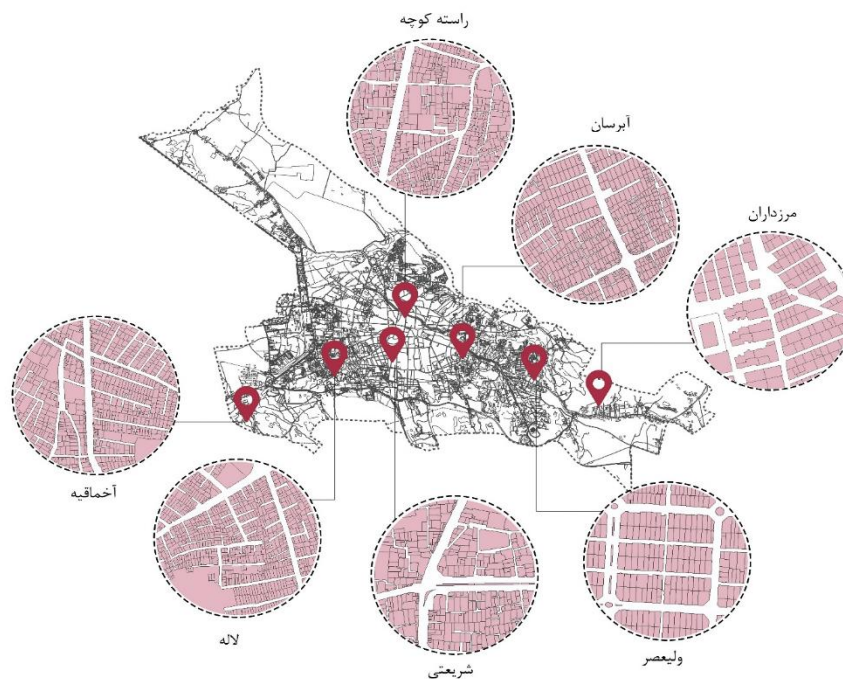 راسته کوچه
آبرسان
مرزداران
آخماقیه
لاله
شریعتی
ولیعصر